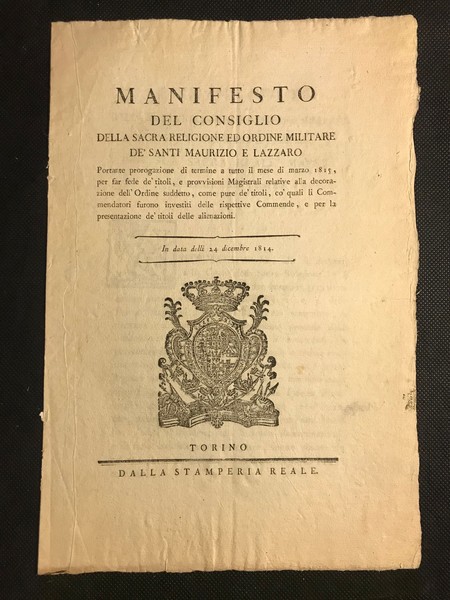 MANIFESTO
DEL CONSIGLIO
DELLA SACRA RELIGIONE ED ORDINE MILITARE
DE' SANTI MAURIZIO E LAZZARO
Portante prorogazione di termine a tutto il mese di marzo 1815,
per far fede de' titoli, e provvisioni Magistrali relative alla decora-
zione dell' Ordine suddetto, come pure de' titoli, co' quali li Com-
mendatori furono investiti delle rispettive Commende, e per la
presentazione de' titoli delle alienazioni.
In data delli 24 dicembre 1814.
TORINO
DALLA STAMPERIA REALE.